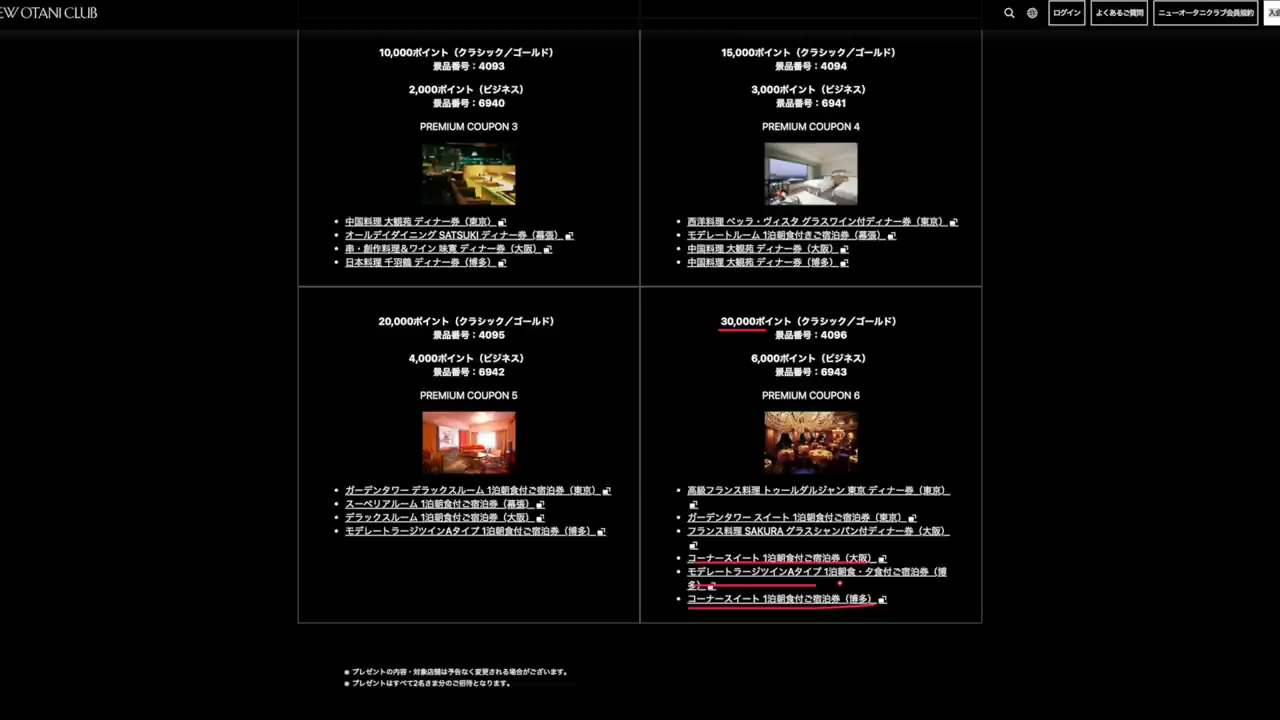 EW OTANI CLUB
ログイン
よくあるご質問
ニューオータニクラブ会員規約
入会
10,000ポイント（クラシック／ゴールド）
景品番号：4093
2,000ポイント（ビジネス）
景品番号：6940
PREMIUM COUPON 3
中国料理 大観苑 ディナー券（東京）
オールデイダイニング SATSUKI ディナー券（幕張）
串・創作料理＆ワイン 味寛 ディナー券（大阪）
日本料理 千羽鶴 ディナー券（博多）
15,000ポイント（クラシック／ゴールド）
景品番号：4094
3,000ポイント（ビジネス）
景品番号：6941
PREMIUM COUPON 4
西洋料理 ベッラ・ヴィスタ グラスワイン付ディナー券（東京）
モデレートルーム 1泊朝食付きご宿泊券（幕張）
中国料理 大観苑 ディナー券（大阪）
中国料理 大観苑 ディナー券（博多）
20,000ポイント（クラシック／ゴールド）
景品番号：4095
4,000ポイント（ビジネス）
景品番号：6942
PREMIUM COUPON 5
ガーデンタワー デラックスルーム 1泊朝食付ご宿泊券（東京）
スーペリアルーム 1泊朝食付ご宿泊券（幕張）
デラックスルーム 1泊朝食付ご宿泊券（大阪）
モデレートラージツインAタイプ 1泊朝食付ご宿泊券（博多）
30,000ポイント（クラシック／ゴールド）
景品番号：4096
6,000ポイント（ビジネス）
景品番号：6943
PREMIUM COUPON 6
高級フランス料理 トゥールダルジャン 東京 ディナー券（東京）
ガーデンタワー スイート 1泊朝食付ご宿泊券（東京）
フランス料理 SAKURA グラスシャンパン付ディナー券（大阪）
コーナースイート 1泊朝食付ご宿泊券（大阪）
モデレートラージツインAタイプ 1泊朝食・夕食付ご宿泊券（博
多）
コーナースイート 1泊朝食付ご宿泊券（博多）
※ プレゼントの内容・対象店舗は予告なく変更される場合がございます。
※ プレゼントはすべて2名さま分のご招待となります。